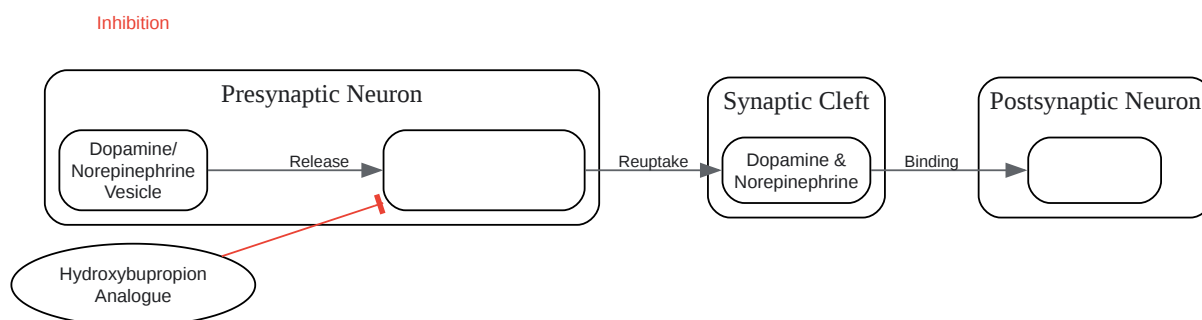 Inhibition
Presynaptic Neuron
Dopamine/
Norepinephrine
Vesicle
Release
Reuptake
Synaptic Cleft
Dopamine &
Norepinephrine
Binding
Postsynaptic Neuron
Hydroxybupropion
Analogue